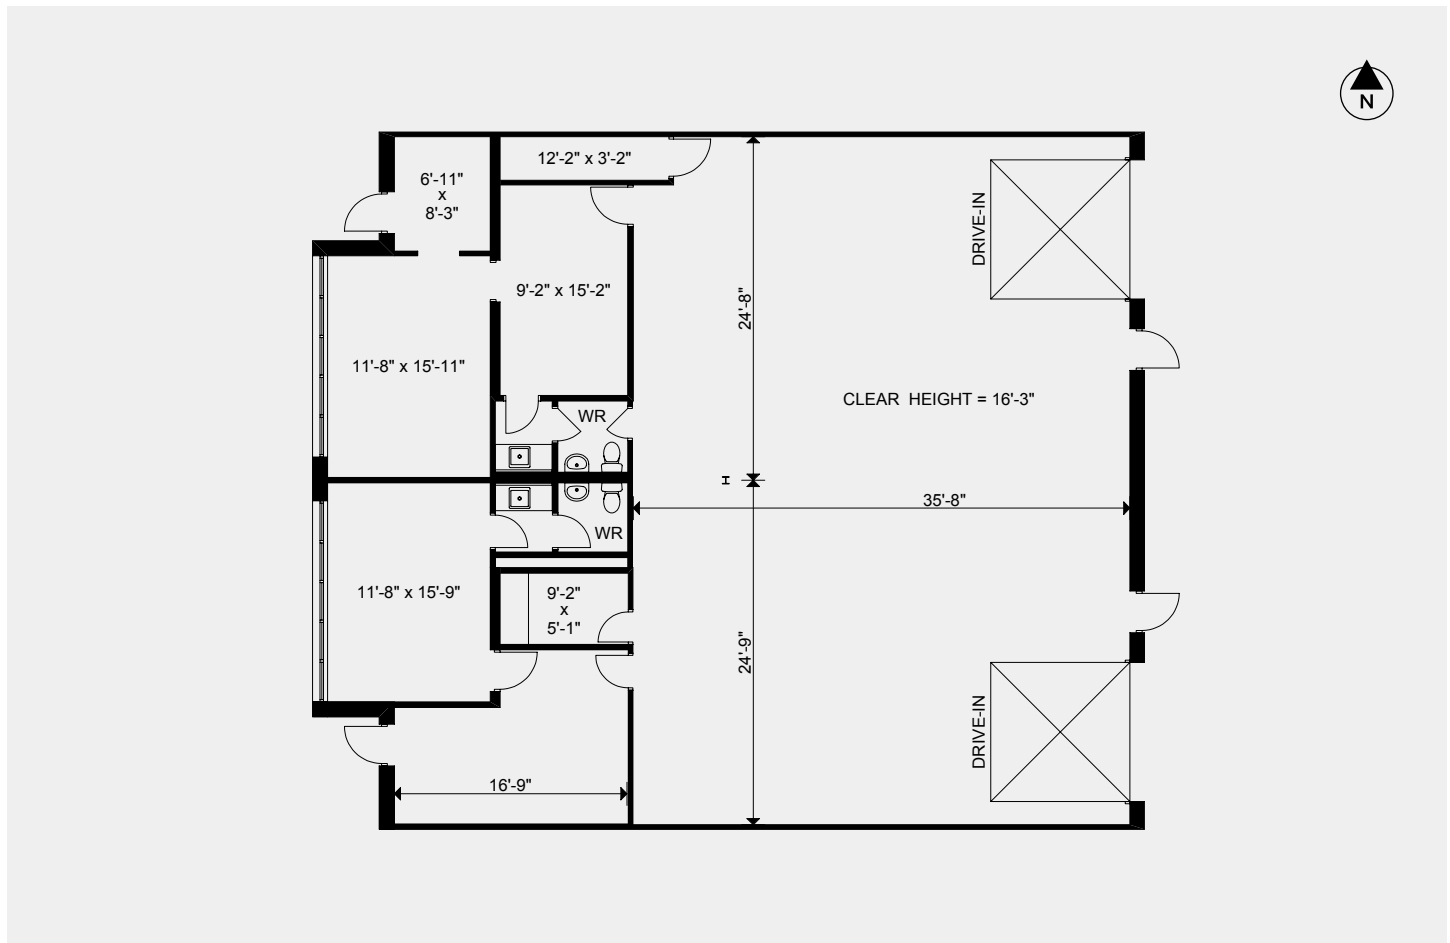 N
12'-2" x 3'-2"
6'-11"
x
8'-3"
DRIVE-IN
9'-2" x 15'-2"
24'-8"
11'-8" x 15'-11"
CLEAR HEIGHT = 16'-3"
WR
H
35'-8"
WR
11'-8" x 15'-9"
9'-2"
x
5'-1"
24'-9"
DRIVE-IN
16'-9"